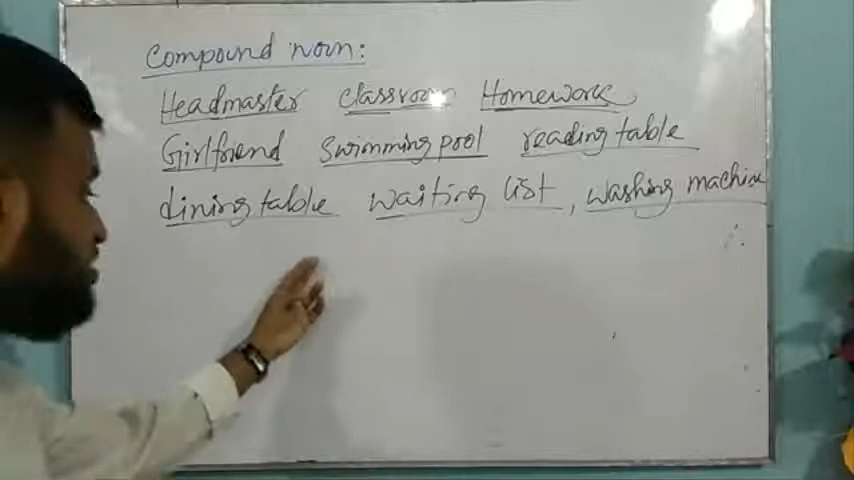 Compound noun:
Headmaster classroom Homework
Girlfriend Swimming pool reading table
dining table waiting list, washing machine